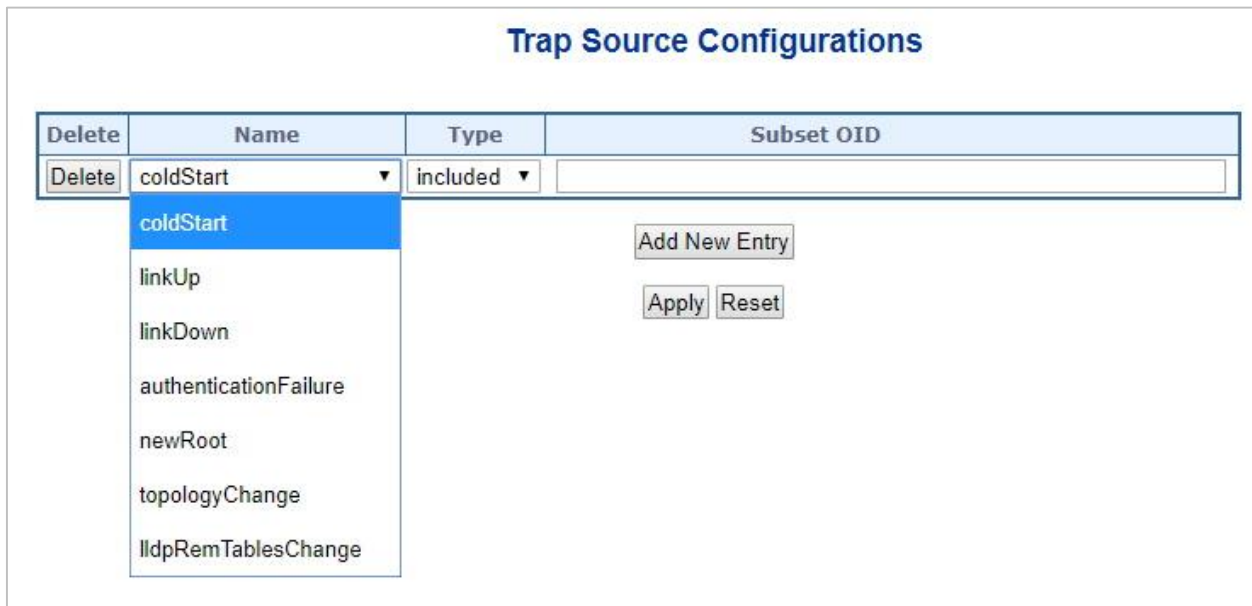 Trap Source Configurations
Delete Name Type Subset OID
Delete coldStart included
coldStart
linkUp
linkDown
authenticationFailure
newRoot
topologyChange
lldpRemTablesChange
Add New Entry
Apply Reset